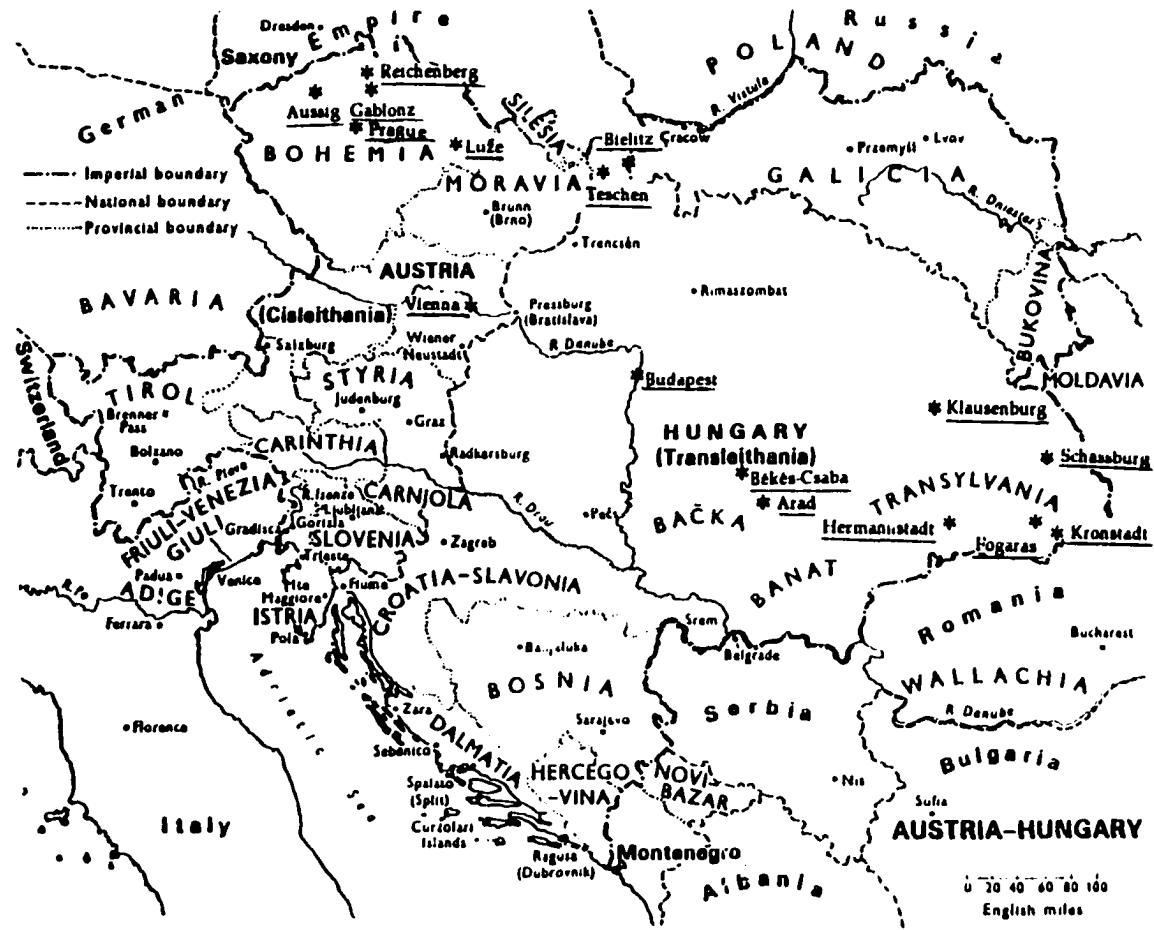 Dresden
Empire
Russia
Saxony
POLAND
Reichenberg
German
Aussig
Gablonz
SILESIA
R. Vistula
Prague
Bielitz
Cracow
Lvov
BOHEMIA
Luže
Przemyśl
Imperial boundary
MORAVIA
Teschen
GALICIA
R. Dniester
National boundary
Brunn
(Brno)
Provincial boundary
Trencsén
AUSTRIA
BUKOVINA
BAVARIA
(Cisleithania)
Vienna
Pressburg
(Bratislava)
Rimaszombat
Salzburg
Wiener
Neustadt
R. Danube
Switzerland
TIROL
STYRIA
Budapest
MOLDAVIA
Brenner
Pass
Judenburg
Klausenburg
Graz
HUNGARY
(Transleithania)
CARINTHIA
Bolzano
Radkersburg
Schassburg
R. Piave
Békés-Csaba
TRANSYLVANIA
Trento
R. Isonzo
CARNJOLA
R. Drau
Arad
Ljubljana
Pećs
BAČKA
FRIULI-VENEZIA
GIULI
Gradisca
Gorizia
SLOVENIA
Zagreb
Hermannstadt
Fogaras
Kronstadt
Trieste
Padua
Venice
Mte
Maggiore
Fiume
CROATIA-SLAVONIA
BANAT
R. Po
ADIGE
ISTRIA
Srem
Romania
Ferrara
Pola
Belgrade
Bucharest
Banjaluka
Adriatic Sea
BOSNIA
WALLACHIA
Zara
Serbia
R. Danube
Florence
Sarajevo
Sebenico
DALMATIA
Bulgaria
HERCEGO
-VINA
NOVI-
BAZAR
Nis
Spalato
(Split)
Sofia
Italy
Curzolari
Islands
AUSTRIA-HUNGARY
Ragusa
(Dubrovnik)
Montenegro
Albania
0 20 40 60 80 100
English miles